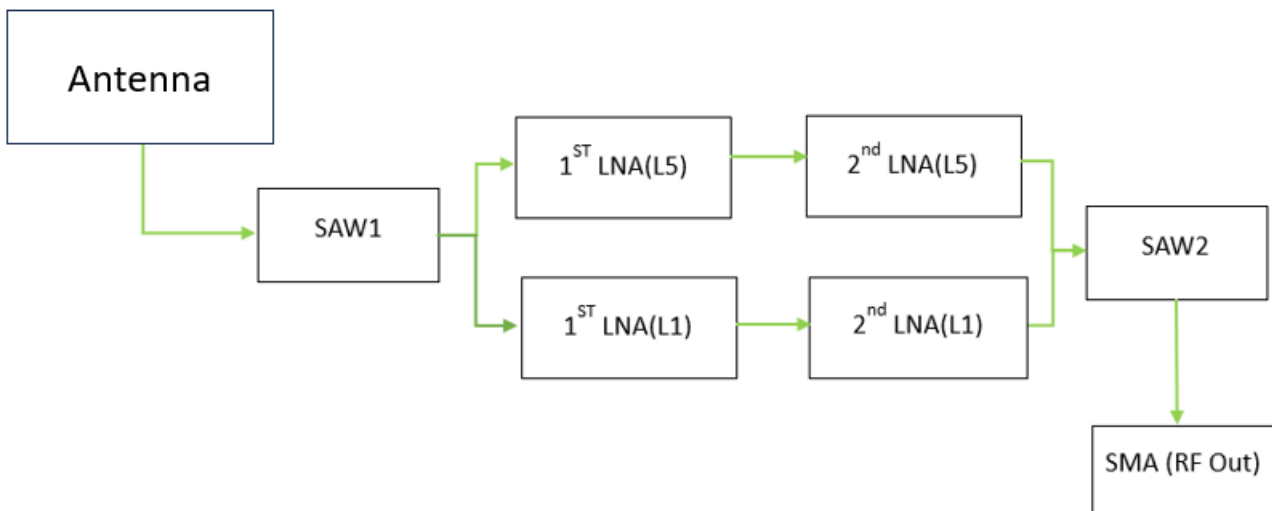 Antenna
1ST LNA(L5)
2nd LNA(L5)
SAW1
SAW2
1ST LNA(L1)
2nd LNA(L1)
SMA (RF Out)